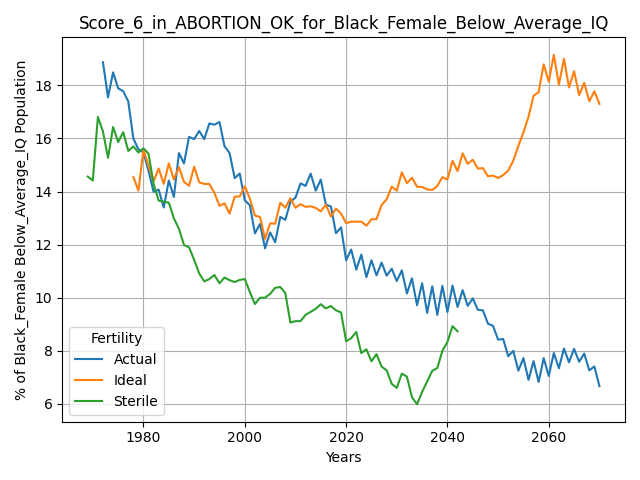 Score_6_in_ABORTION_OK_for_Black_Female_Below_Average_IQ
% of Black_Female Below_Average_IQ Population
18
16
14
12
10
8
6
Fertility
Actual
Ideal
Sterile
1980
2000
2020
2040
2060
Years